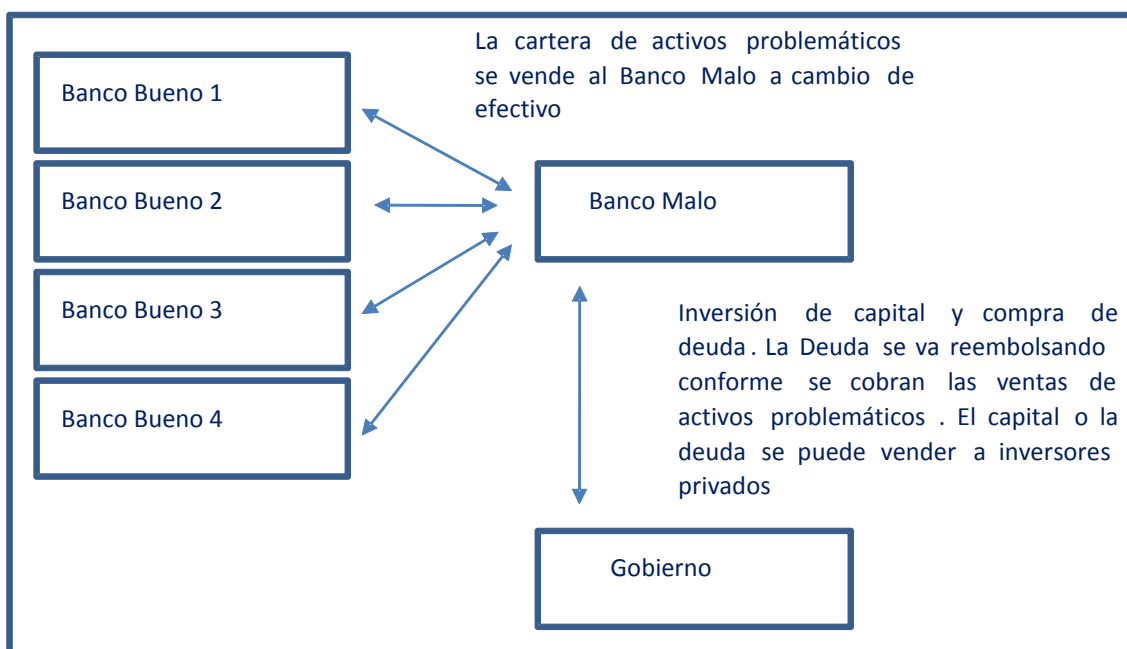 La cartera de activos problemáticos
se vende al Banco Malo a cambio de
efectivo
Banco Bueno 1
Banco Bueno 2
Banco Malo
Banco Bueno 3
Banco Bueno 4
Inversión de capital y compra de
deuda. La Deuda se va reembolsando
conforme se cobran las ventas de
activos problemáticos . El capital o la
deuda se puede vender a inversores
privados
Gobierno